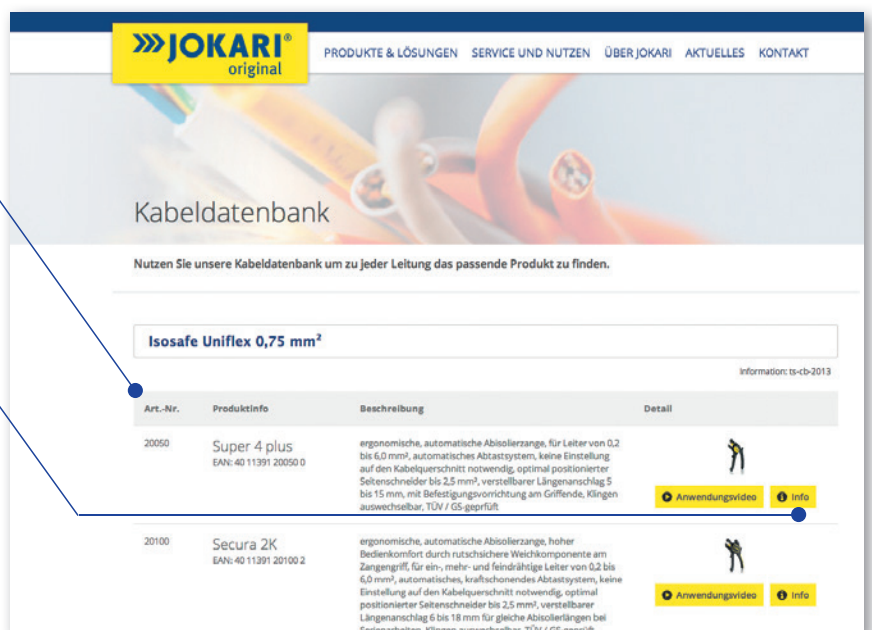 JOKARI®
original
PRODUKTE & LÖSUNGEN SERVICE UND NUTZEN ÜBER JOKARI AKTUELLES KONTAKT
Kabeldatenbank
Nutzen Sie unsere Kabeldatenbank um zu jeder Leitung das passende Produkt zu finden.
Isosafe Uniflex 0,75 mm²
Information: ts-cb-2013
Art.-Nr. Produktinfo Beschreibung Detail
20050
Super 4 plus
EAN: 40 11391 20050 0
ergonomische, automatische Abisolierzange, für Leiter von 0,2
bis 6,0 mm², automatisches Abtastsystem, keine Einstellung
auf den Kabelquerschnitt notwendig, optimal positionierter
Seitenschneider bis 2,5 mm², verstellbarer Längenanschlag 5
bis 15 mm, mit Befestigungsvorrichtung am Griffende, Klingen
auswechselbar, TÜV / GS-geprfüft
Anwendungsvideo Info
20100
Secura 2K
EAN: 40 11391 20100 2
ergonomische, automatische Abisolierzange, hoher
Bedienkomfort durch rutschsichere Weichkomponente am
Zangengriff, für ein-, mehr- und feindrähtige Leiter von 0,2 bis
6,0 mm², automatisches, kraftschonendes Abtastsystem, keine
Einstellung auf den Kabelquerschnitt notwendig, optimal
positionierter Seitenschneider bis 2,5 mm², verstellbarer
Längenanschlag 6 bis 18 mm für gleiche Abisolierlängen bei
Serienarbeiten, Klingen auswechselbar, TÜV / GS-geprüft
Anwendungsvideo Info